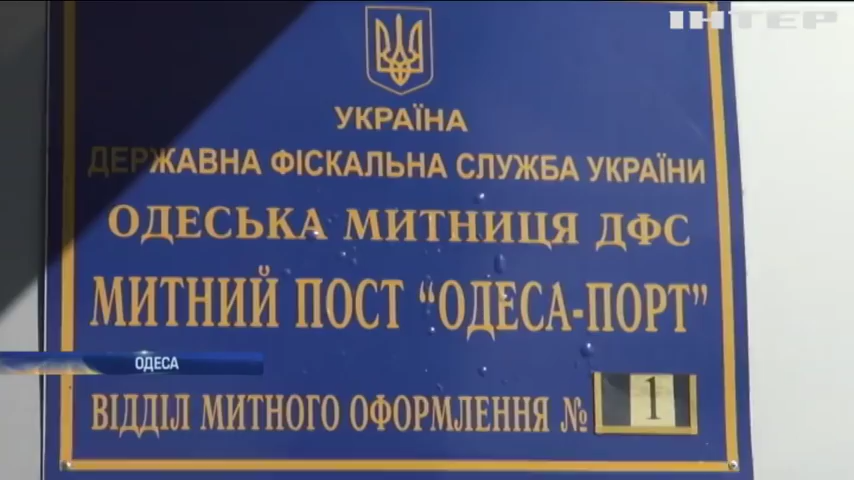 ІНТЕР
УКРАЇНА
ДЕРЖАВНА ФІСКАЛЬНА СЛУЖБА УКРАЇНИ
ОДЕСЬКА МИТНИЦЯ ДФС
МИТНИЙ ПОСТ “ОДЕСА-ПОРТ”
ОДЕСА
ВІДДІЛ МИТНОГО ОФОРМЛЕННЯ № 1